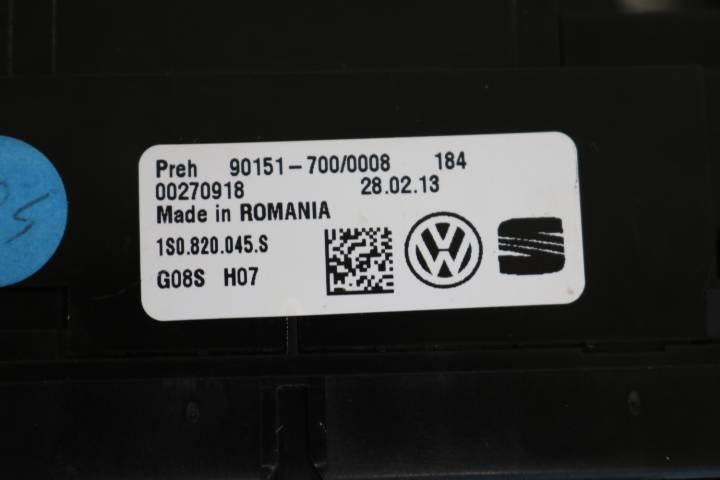 Preh 90151-700/0008 184
00270918 28.02.13
Made in ROMANIA
1S0.820.045.S
G08S H07